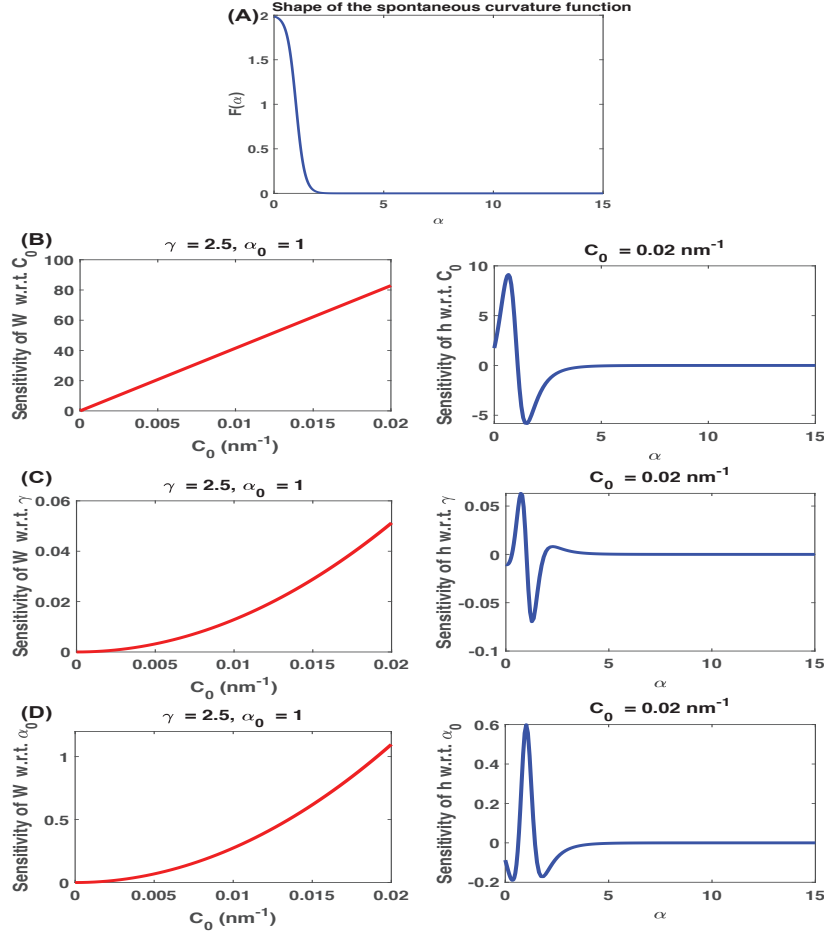 (A) Shape of the spontaneous curvature function
2
1.5
1
0.5
0
F(α)
0 5 10 15
α
(B)
γ = 2.5, α0 = 1
Sensitivity of W w.r.t. C0
100
80
60
40
20
0
0 0.005 0.01 0.015 0.02
C0 (nm-1)
C0 = 0.02 nm-1
Sensitivity of h w.r.t. C0
10
5
0
-5
0 5 10 15
α
(C)
γ = 2.5, α0 = 1
Sensitivity of W w.r.t. γ
0.06
0.04
0.02
0
0 0.005 0.01 0.015 0.02
C0 (nm-1)
C0 = 0.02 nm-1
Sensitivity of h w.r.t. γ
0.05
0
-0.05
-0.1
0 5 10 15
α
(D)
γ = 2.5, α0 = 1
Sensitivity of W w.r.t. α0
1
0.5
0
0 0.005 0.01 0.015 0.02
C0 (nm-1)
C0 = 0.02 nm-1
Sensitivity of h w.r.t. α0
0.6
0.4
0.2
0
-0.2
0 5 10 15
α